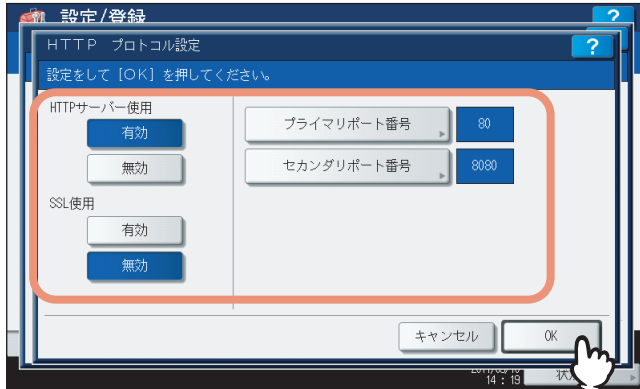 設定/登録
?
HTTP プロトコル設定
?
設定をして [OK] を押してください。
HTTPサーバー使用
有効
無効
SSL使用
有効
無効
プライマリポート番号
80
セカンダリポート番号
8080
キャンセル
OK
14:19